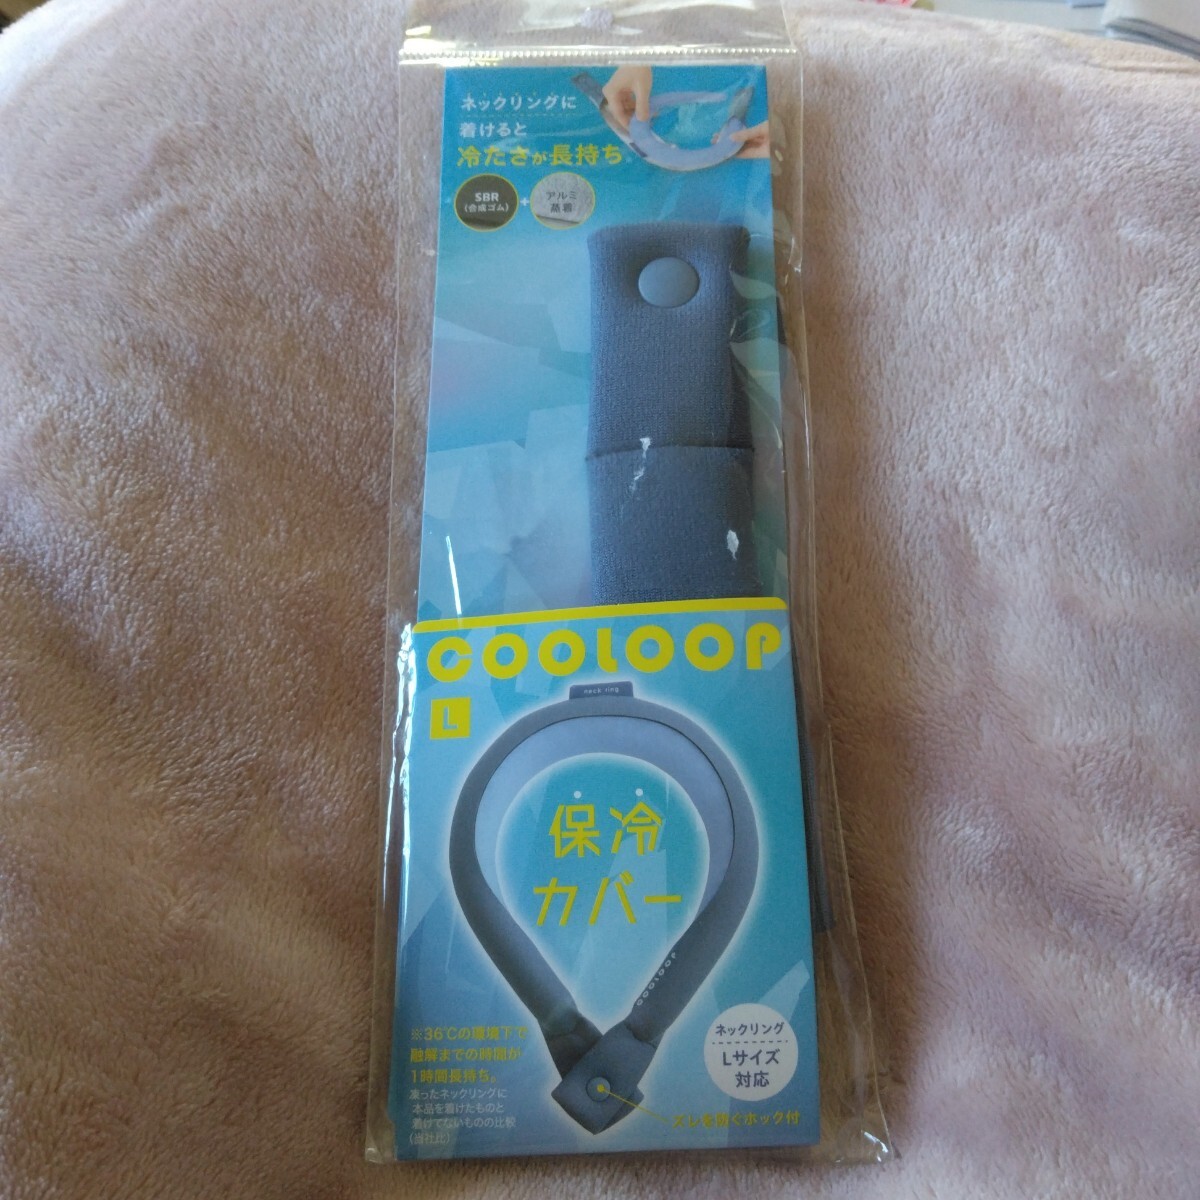 ネックリングに
着けると
冷たさが長持ち。
SBR
(合成ゴム)
+
アルミ
蒸着
COOLOOP
L
neck ring
保冷
カバー
COOLOOP
※36℃の環境下で
融解までの時間が
1時間長持ち。
凍ったネックリングに
本品を着けたものと
着けてないものの比較
(当社比)
ネックリング
Lサイズ
対応
ズレを防ぐホック付